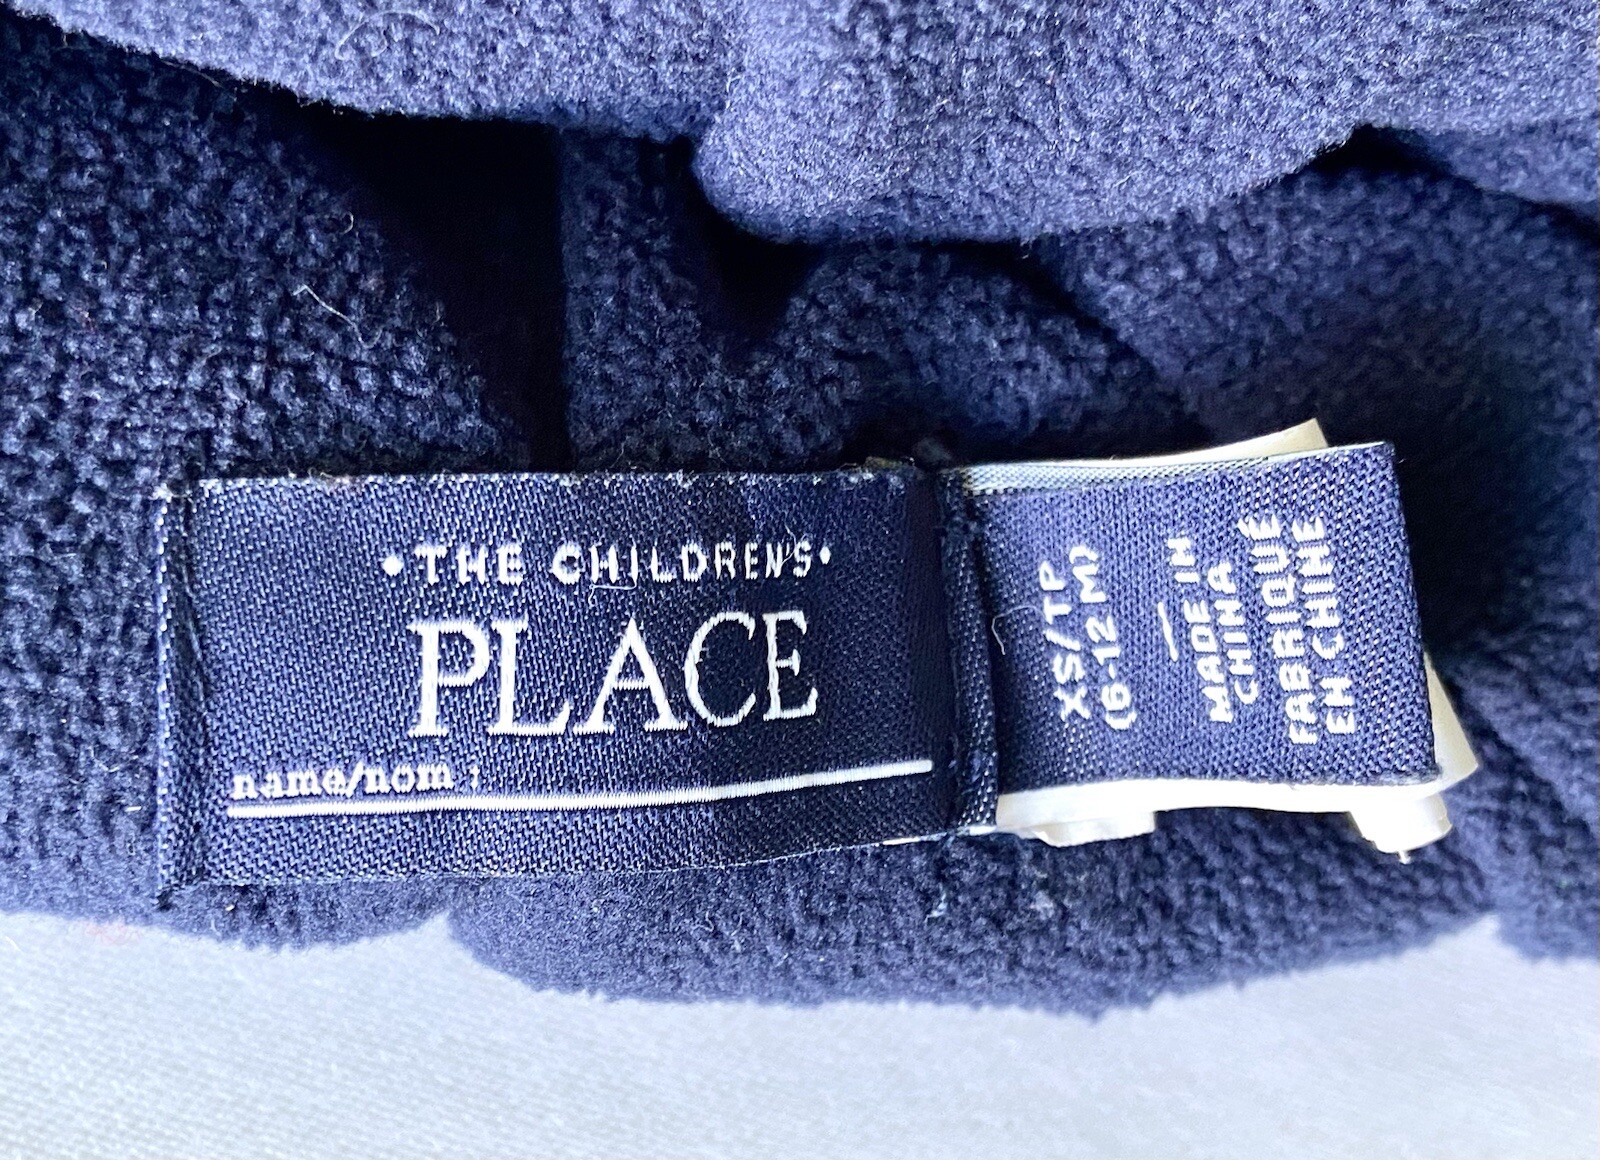 •THE CHILDREN'S•
PLACE
name/nom :
XS/TP
(6-12 M)
—
MADE IN
CHINA
FABRIQUÉ
EN CHINE